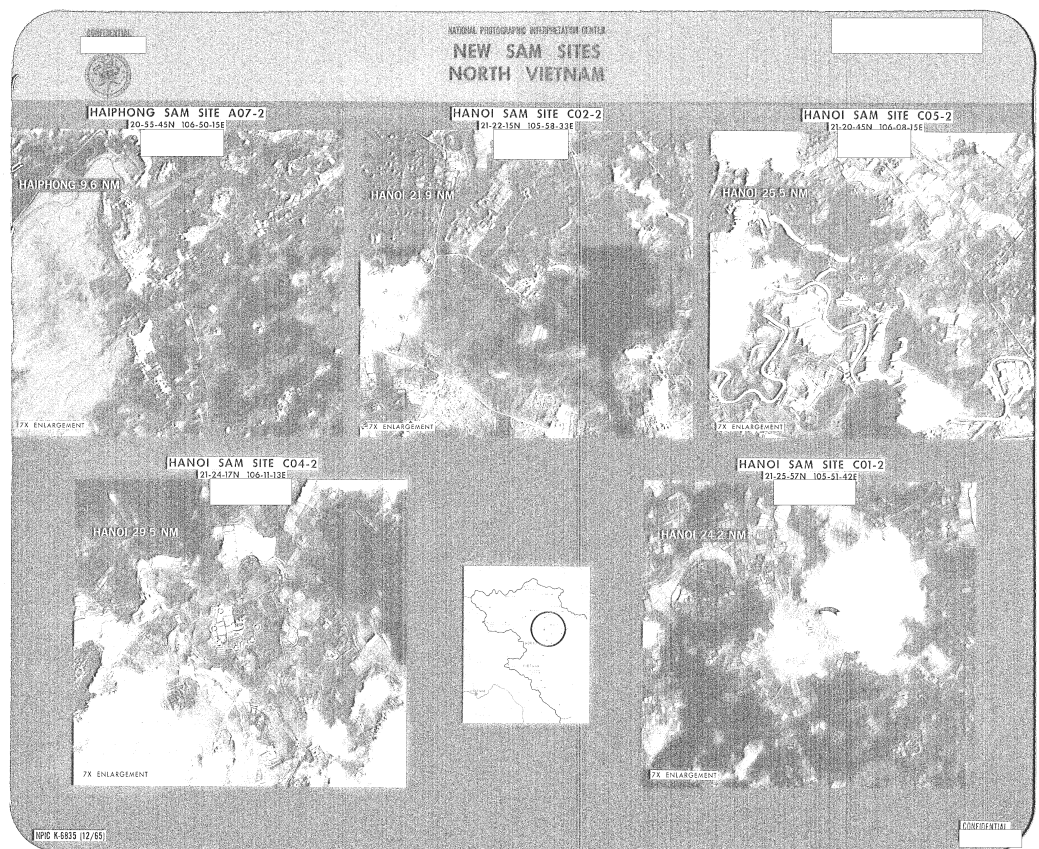 CONFIDENTIAL
NATIONAL PHOTOGRAPHIC INTERPRETATION CENTER
NEW SAM SITES
NORTH VIETNAM
HAIPHONG SAM SITE A07-2
20-55-45N 106-50-15E
HAIPHONG 9.6 NM
7X ENLARGEMENT
HANOI SAM SITE C02-2
21-22-15N 105-58-33E
HANOI 21.9 NM
7X ENLARGEMENT
HANOI SAM SITE C05-2
21-20-45N 106-08-15E
HANOI 25.5 NM
7X ENLARGEMENT
HANOI SAM SITE C04-2
21-24-17N 106-11-13E
HANOI 29.5 NM
7X ENLARGEMENT
HANOI SAM SITE C01-2
21-25-57N 105-51-42E
HANOI 24.2 NM
7X ENLARGEMENT
NPIC K-6835 (12/65)
CONFIDENTIAL